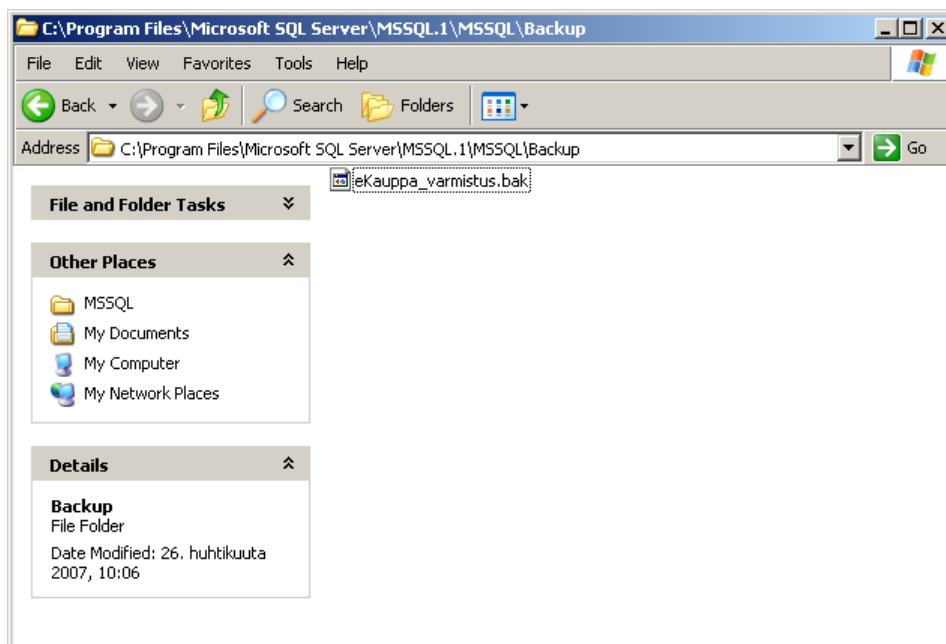 C:\Program Files\Microsoft SQL Server\MSSQL.1\MSSQL\Backup
File Edit View Favorites Tools Help
Back Search Folders
Address C:\Program Files\Microsoft SQL Server\MSSQL.1\MSSQL\Backup Go
File and Folder Tasks
Other Places
MSSQL
My Documents
My Computer
My Network Places
Details
Backup
File Folder
Date Modified: 26. huhtikuuta
2007, 10:06
eKauppa_varmistus.bak